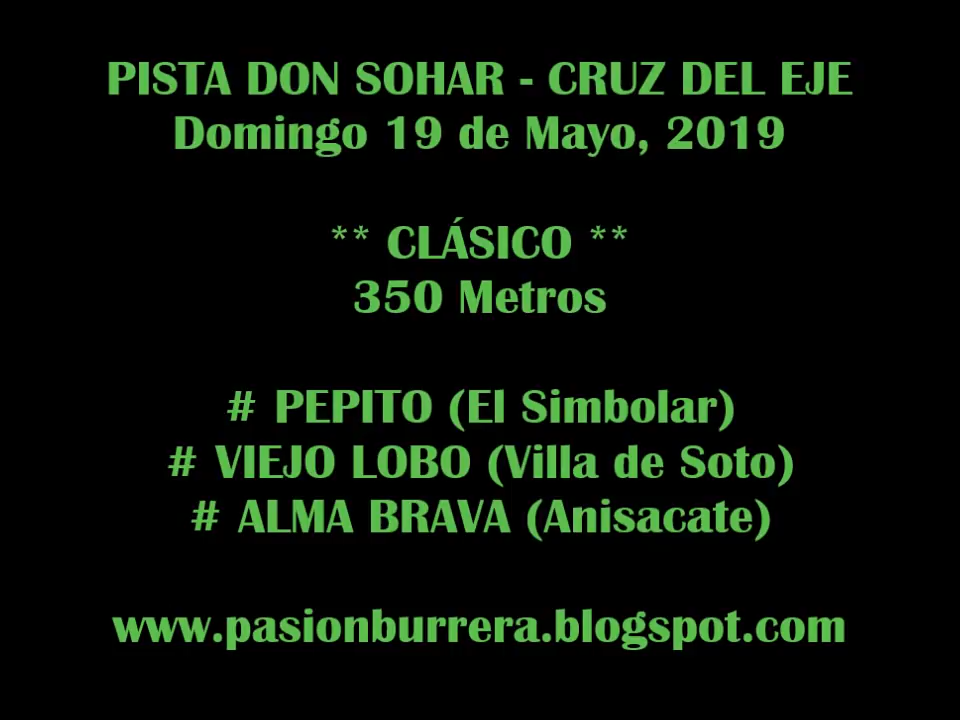 PISTA DON SOHAR - CRUZ DEL EJE
Domingo 19 de Mayo, 2019
** CLÁSICO **
350 Metros
# PEPITO (El Simbolar)
# VIEJO LOBO (Villa de Soto)
# ALMA BRAVA (Anisacate)
www.pasionburrera.blogspot.com